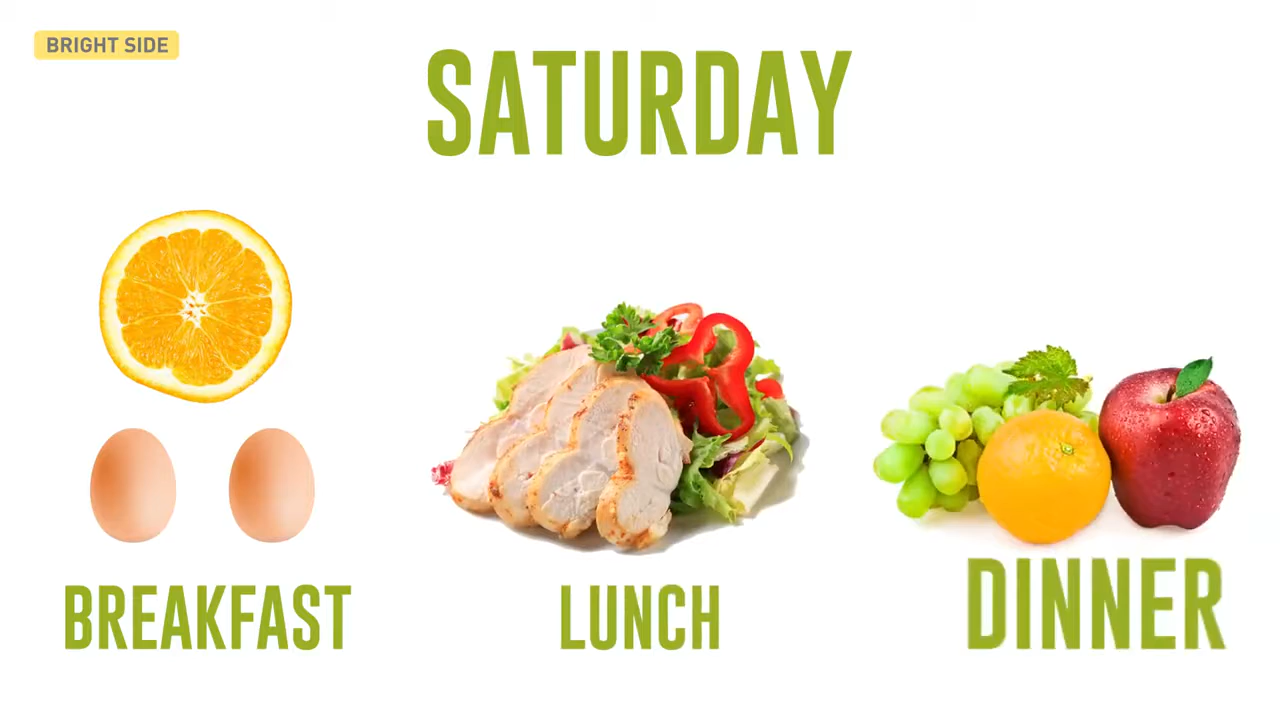 BRIGHT SIDE
SATURDAY
BREAKFAST
LUNCH
DINNER